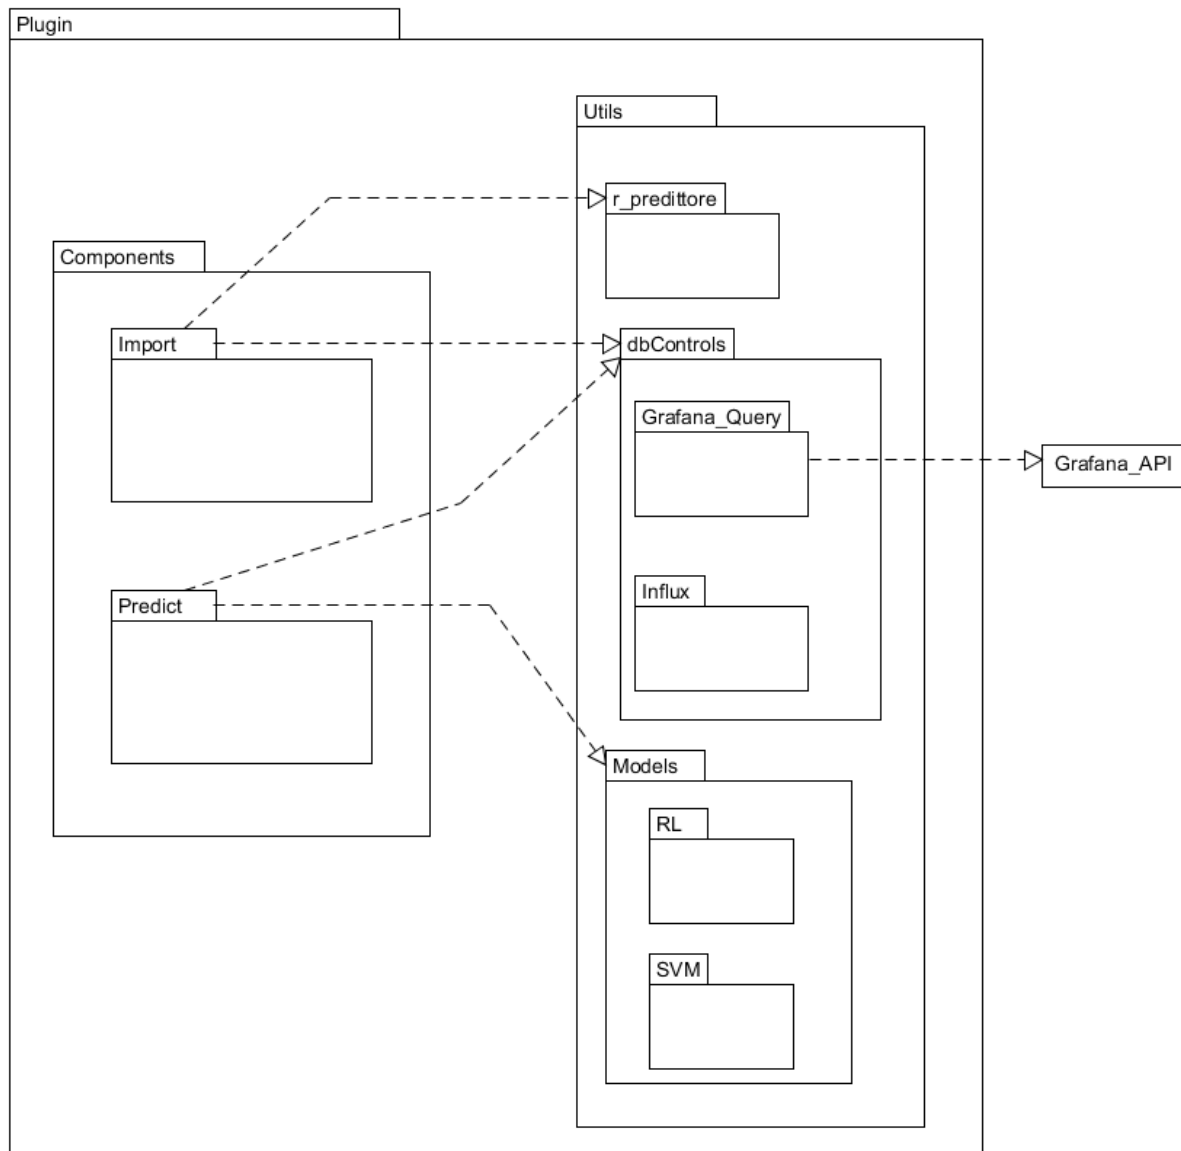 Plugin
Utils
r_predittore
Components
Import
dbControls
Grafana_Query
Grafana_API
Influx
Predict
Models
RL
SVM